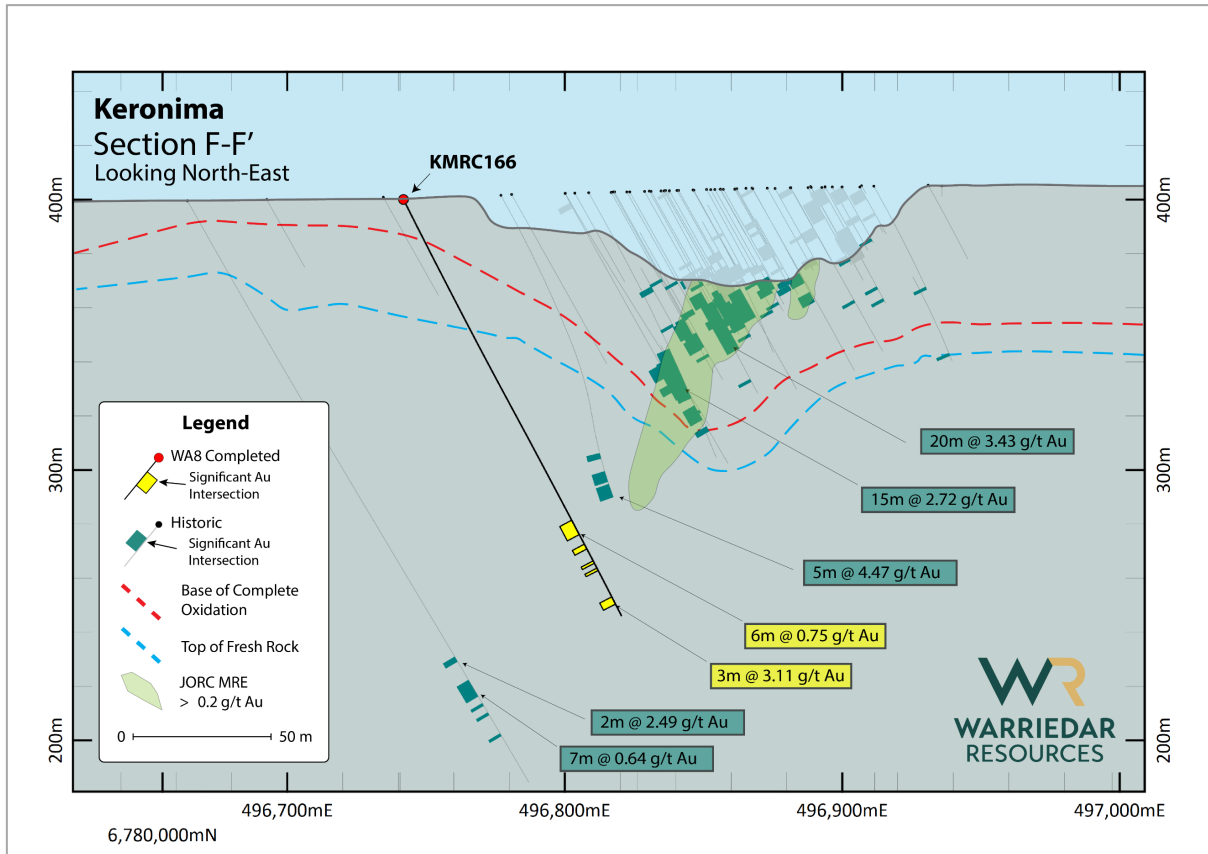 Keronima
Section F-F’
Looking North-East
KMRC166
400m
300m
200m
400m
300m
200m
Legend
WA8 Completed
Significant Au
Intersection
Historic
Significant Au
Intersection
Base of Complete
Oxidation
Top of Fresh Rock
JORC MRE
> 0.2 g/t Au
0
50 m
20m @ 3.43 g/t Au
15m @ 2.72 g/t Au
5m @ 4.47 g/t Au
6m @ 0.75 g/t Au
3m @ 3.11 g/t Au
2m @ 2.49 g/t Au
7m @ 0.64 g/t Au
WR
WARRIEDAR
RESOURCES
496,700mE
496,800mE
496,900mE
497,000mE
6,780,000mN